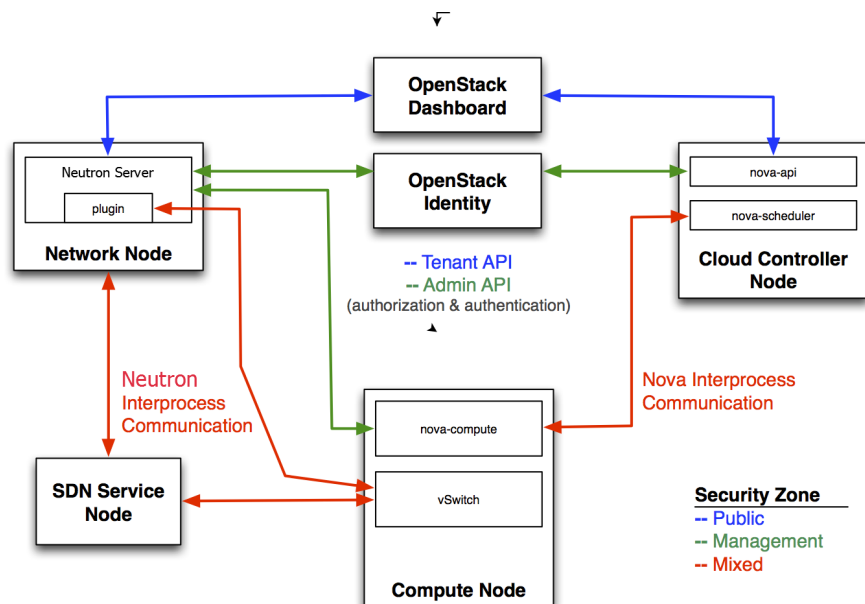 OpenStack
Dashboard
Neutron Server
plugin
Network Node
OpenStack
Identity
nova-api
nova-scheduler
Cloud Controller
Node
-- Tenant API
-- Admin API
(authorization & authentication)
Neutron
Interprocess
Communication
Nova Interprocess
Communication
nova-compute
vSwitch
Compute Node
SDN Service
Node
Security Zone
-- Public
-- Management
-- Mixed